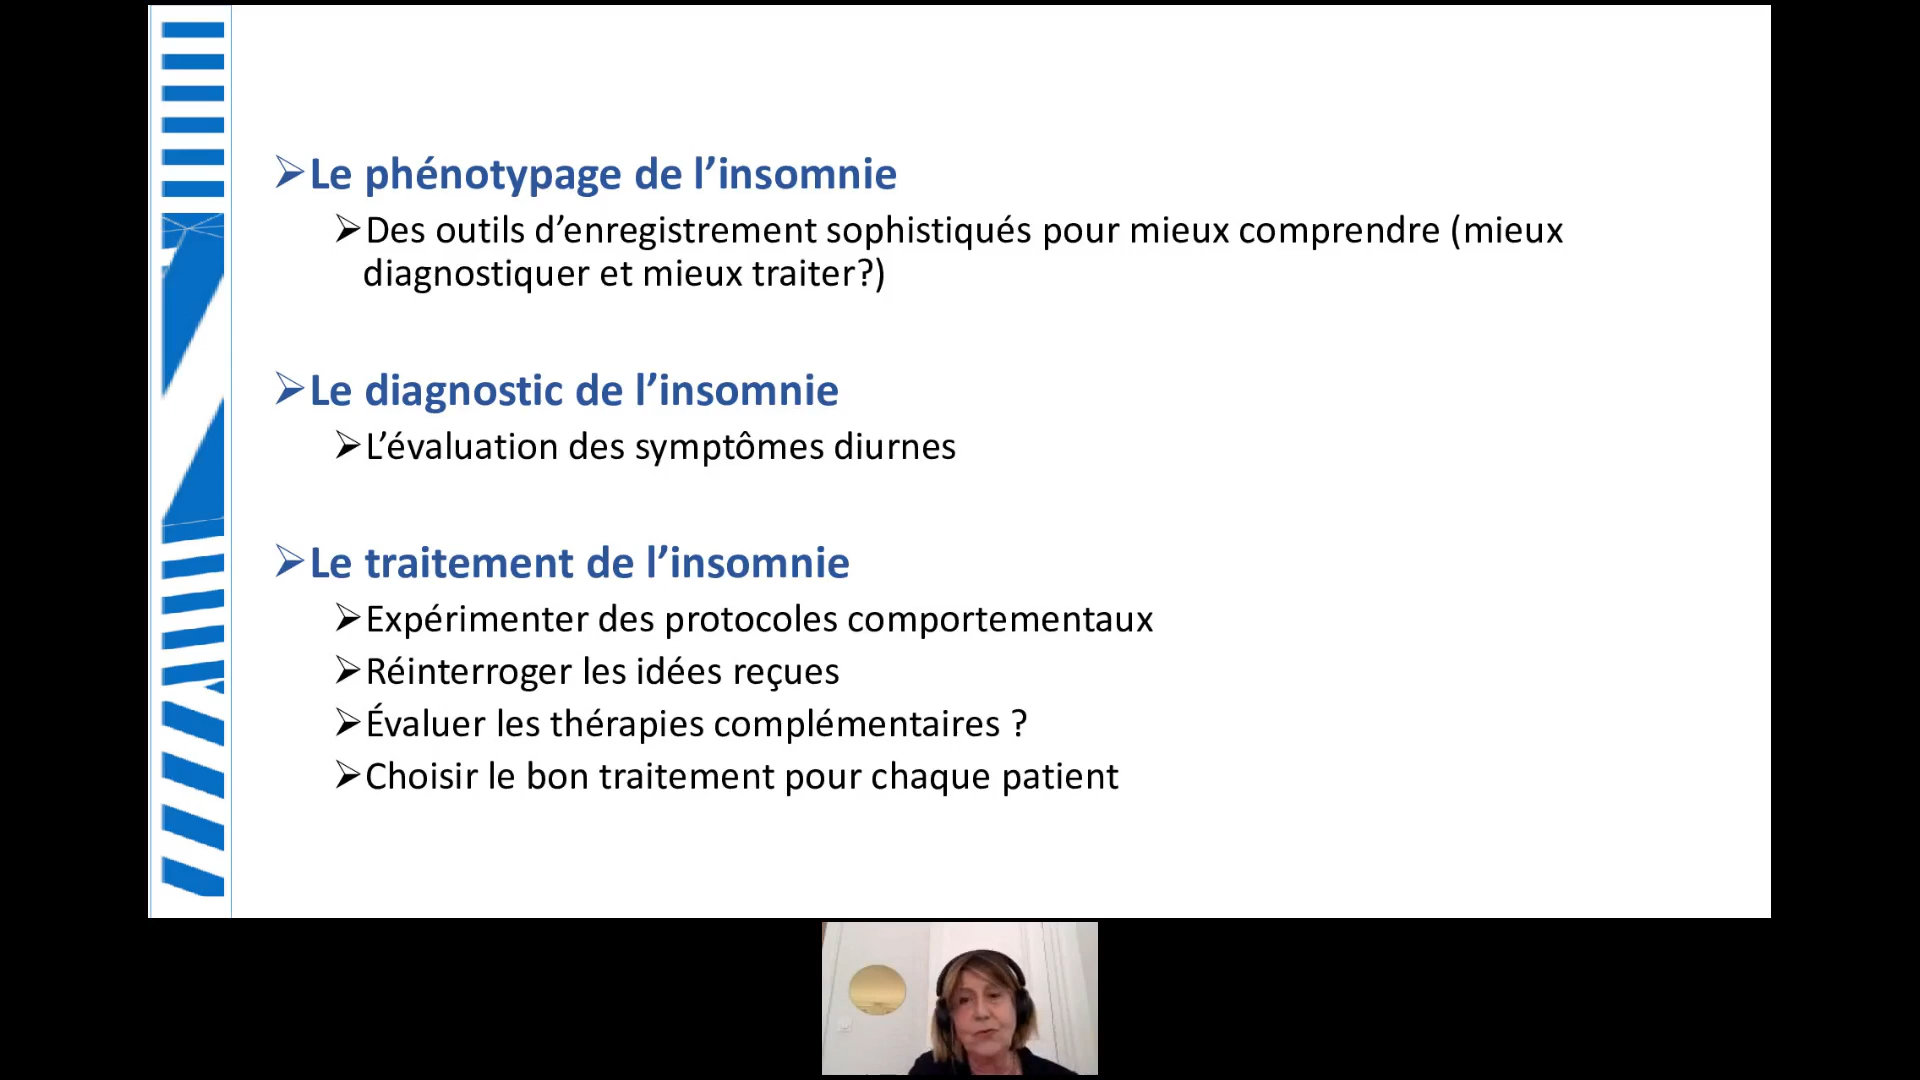 ➢Le phénotypage de l’insomnie
➢Des outils d’enregistrement sophistiqués pour mieux comprendre (mieux
diagnostiquer et mieux traiter?)
➢Le diagnostic de l’insomnie
➢L’évaluation des symptômes diurnes
➢Le traitement de l’insomnie
➢Expérimenter des protocoles comportementaux
➢Réinterroger les idées reçues
➢Évaluer les thérapies complémentaires ?
➢Choisir le bon traitement pour chaque patient